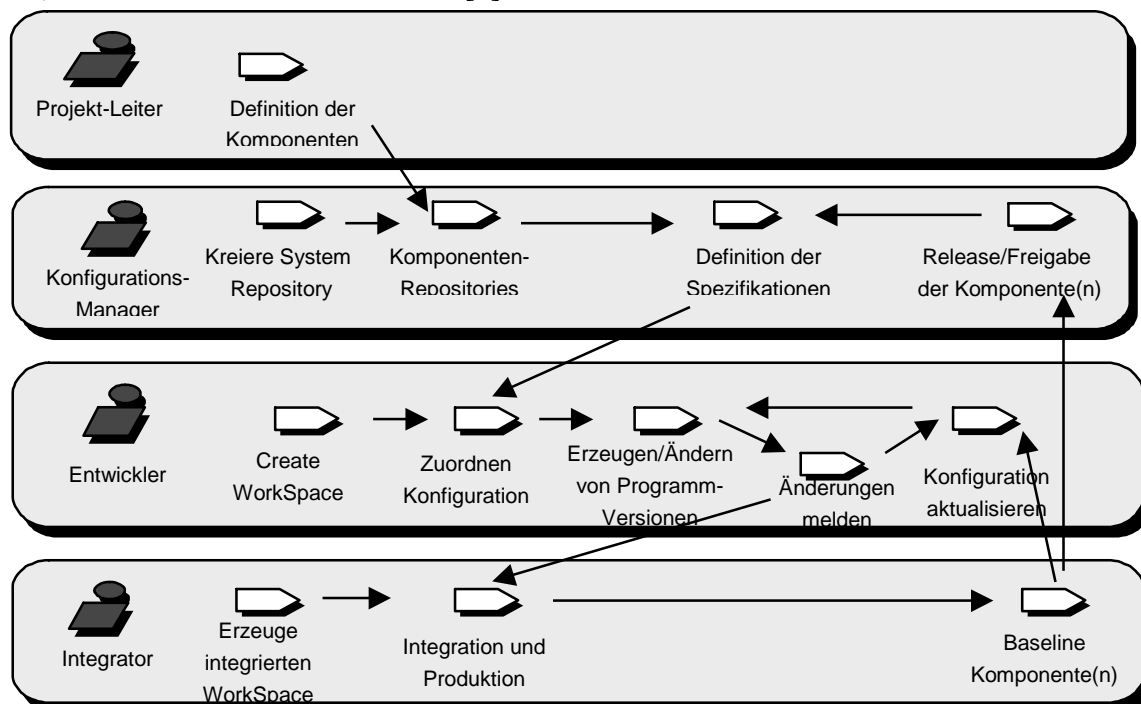 Projekt-Leiter
Definition der
Komponenten
Konfigurations-
Manager
Kreiere System
Repository
Komponenten-
Repositories
Definition der
Spezifikationen
Release/Freigabe
der Komponente(n)
Entwickler
Create
WorkSpace
Zuordnen
Konfiguration
Erzeugen/Ändern
von Programm-
Versionen
Änderungen
melden
Konfiguration
aktualisieren
Integrator
Erzeuge
integrierten
WorkSpace
Integration und
Produktion
Baseline
Komponente(n)